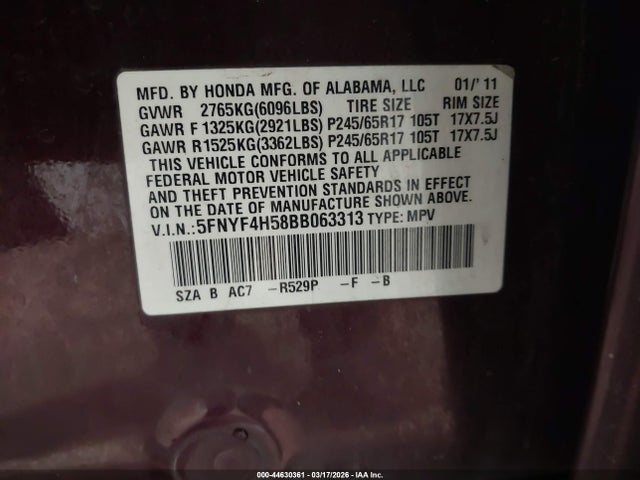 MFD. BY HONDA MFG. OF ALABAMA, LLC 01/'11
GVWR 2765KG(6096LBS) TIRE SIZE RIM SIZE
GAWR F 1325KG(2921LBS) P245/65R17 105T 17X7.5J
GAWR R 1525KG(3362LBS) P245/65R17 105T 17X7.5J
THIS VEHICLE CONFORMS TO ALL APPLICABLE
FEDERAL MOTOR VEHICLE SAFETY
AND THEFT PREVENTION STANDARDS IN EFFECT
ON THE DATE OF MANUFACTURE SHOWN ABOVE.
V.I.N.:5FNYF4H58BB063313 TYPE: MPV
SZA B AC7 -R529P -F -B
000-44630361 - 03/17/2026 - IAA Inc.